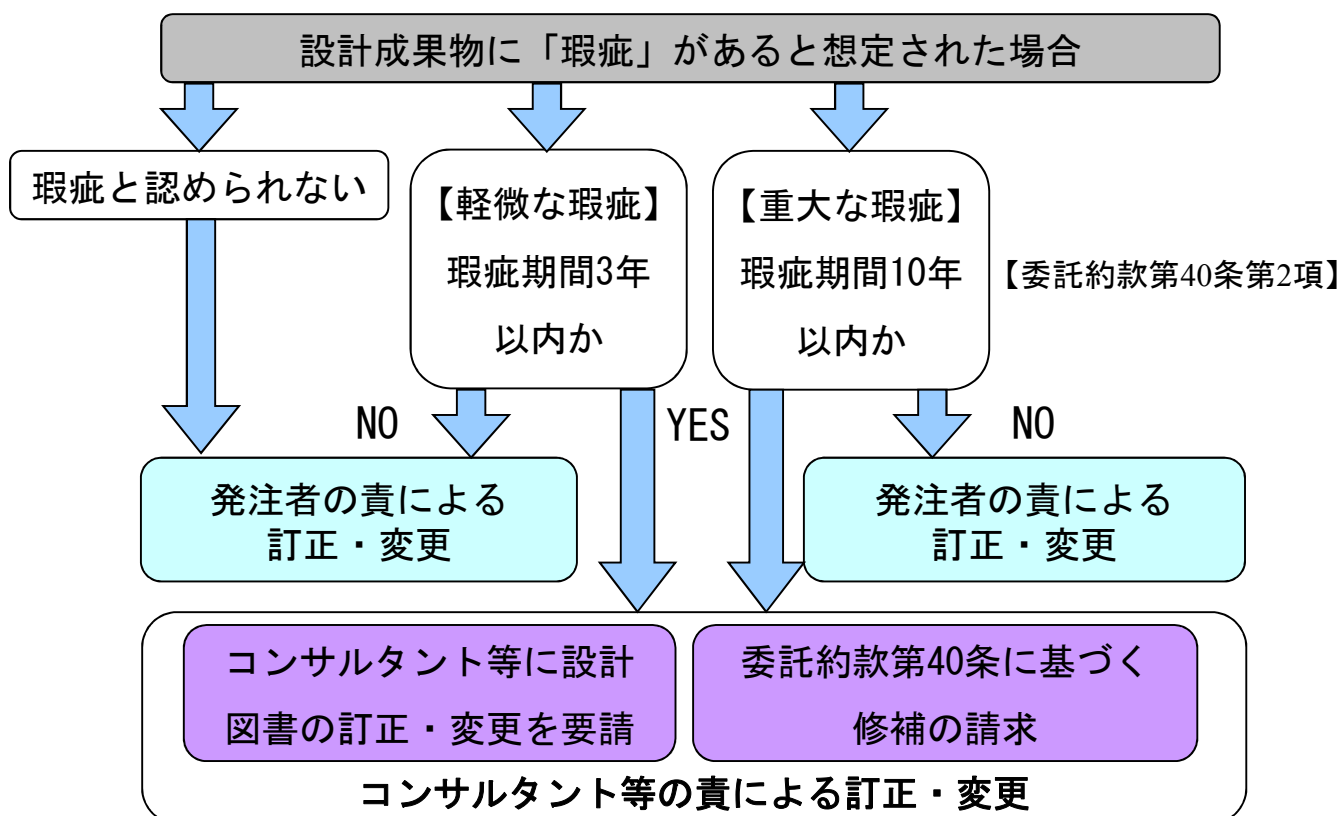 設計成果物に「瑕疵」があると想定された場合
瑕疵と認められない
【軽微な瑕疵】
瑕疵期間3年
以内か
【重大な瑕疵】
瑕疵期間10年
以内か
【委託約款第40条第2項】
NO
YES
NO
発注者の責による
訂正・変更
発注者の責による
訂正・変更
コンサルタント等に設計
図書の訂正・変更を要請
委託約款第40条に基づく
修補の請求
コンサルタント等の責による訂正・変更